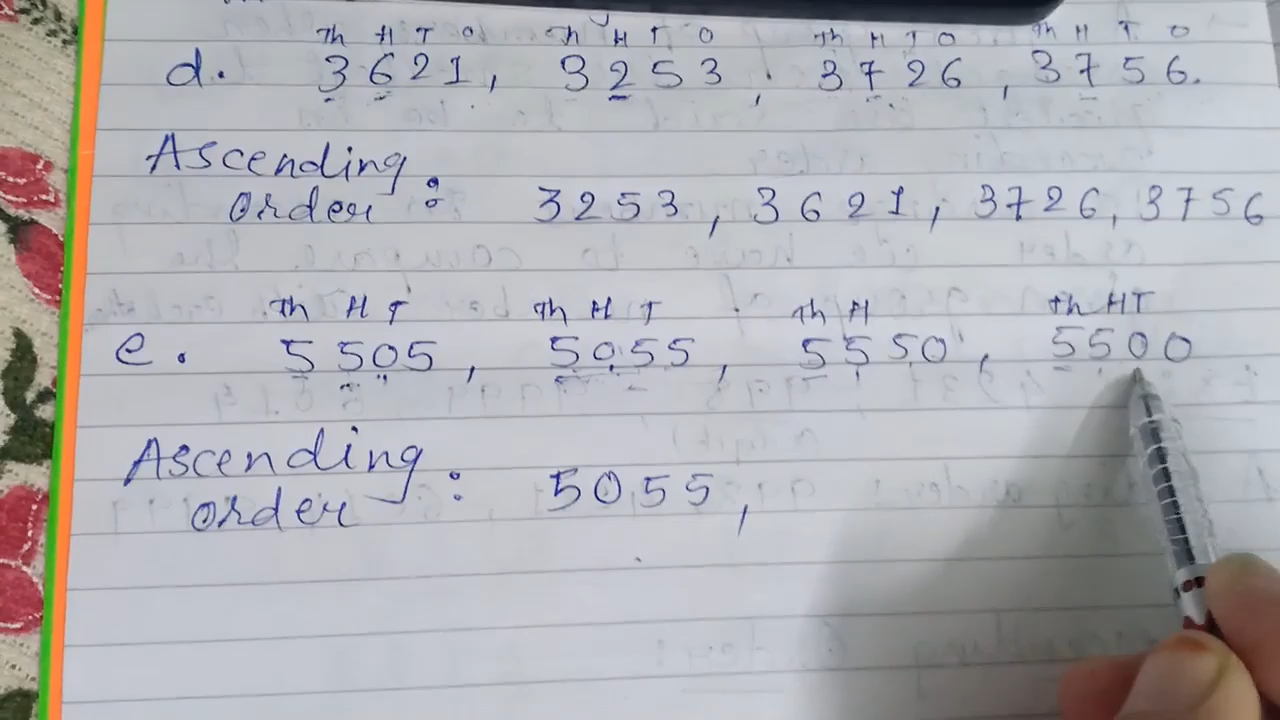 Th H T O Th H T O Th H T O Th H T O
d. 3621, 3253, 3726, 3756.
Ascending
order : 3253, 3621, 3726, 3756
Th H T Th H T Th H Th H T
e. 5505, 5055, 5550, 5500
Ascending
order : 5055,